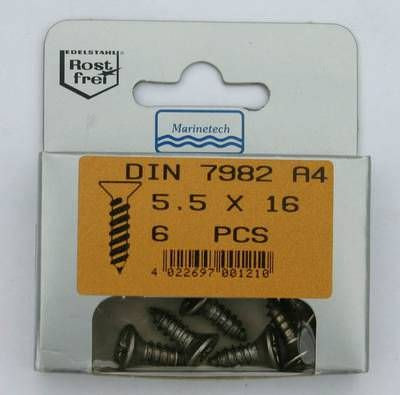 EDELSTAHL
Rost
frei
Marinetech
DIN 7982 A4
5.5 X 16
6 PCS
4 022697 001210